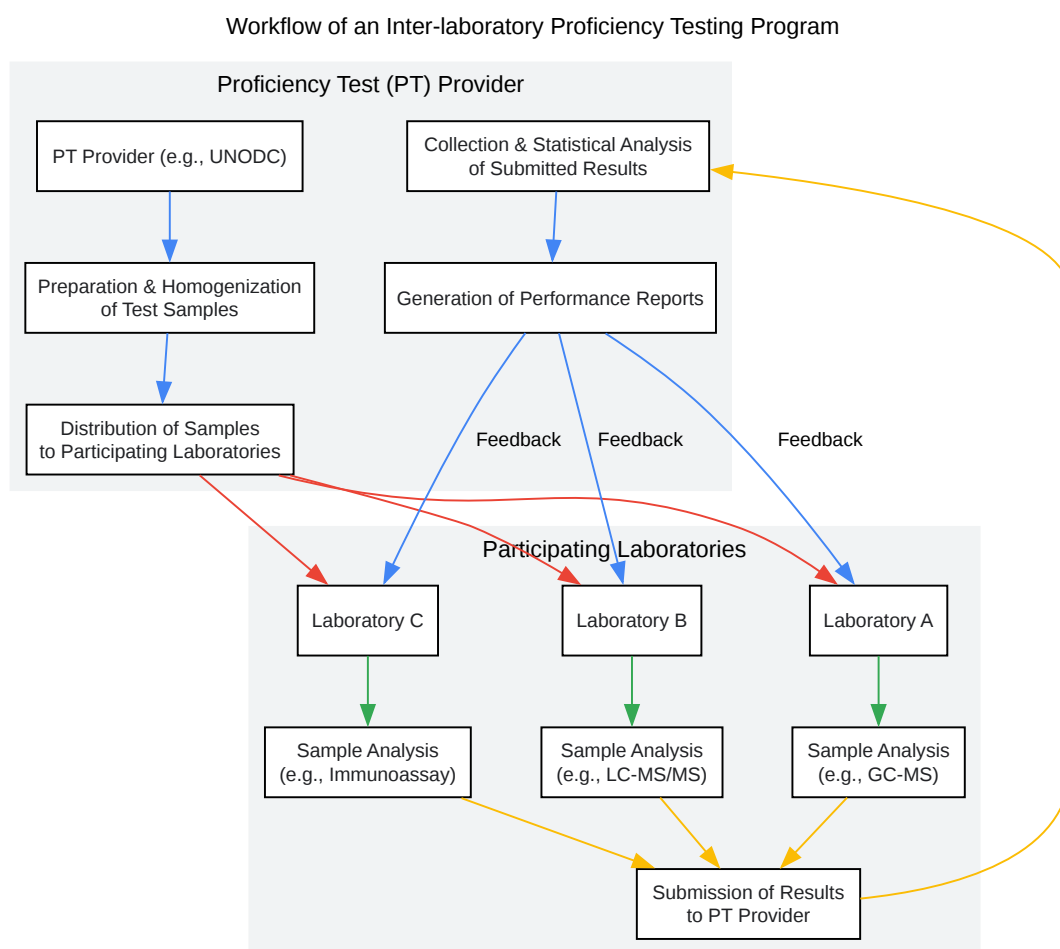 Workflow of an Inter-laboratory Proficiency Testing Program
Proficiency Test (PT) Provider
PT Provider (e.g., UNODC)
Collection & Statistical Analysis
of Submitted Results
Preparation & Homogenization
of Test Samples
Generation of Performance Reports
Distribution of Samples
to Participating Laboratories
Feedback
Feedback
Feedback
Participating Laboratories
Laboratory C
Laboratory B
Laboratory A
Sample Analysis
(e.g., Immunoassay)
Sample Analysis
(e.g., LC-MS/MS)
Sample Analysis
(e.g., GC-MS)
Submission of Results
to PT Provider